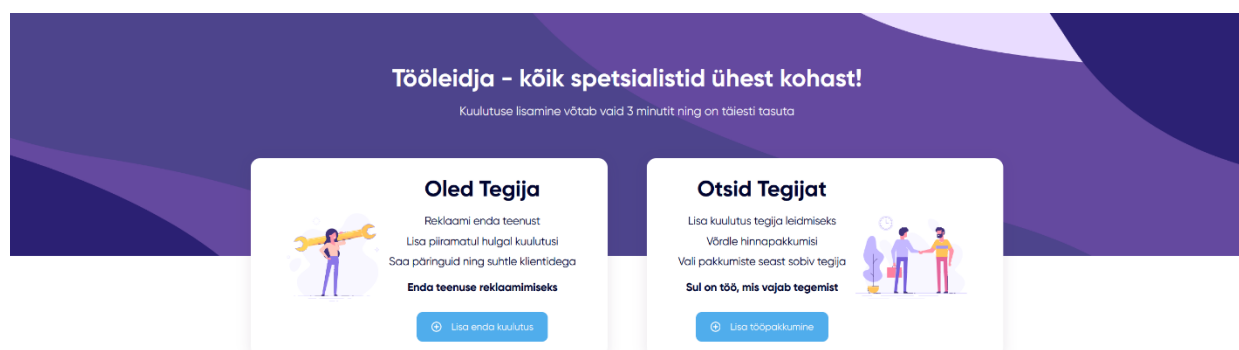 Tööleidja - kõik spetsialistid ühest kohast!
Kuulutuse lisamine võtab vaid 3 minutit ning on täiesti tasuta
Oled Tegija
Reklaami enda teenust
Lisa piiramatul hulgal kuulutusi
Saa päringuid ning suhtle klientidega
Enda teenuse reklaamimiseks
Lisa enda kuulutus
Otsid Tegijat
Lisa kuulutus tegija leidmiseks
Võrdle hinnapakkumisi
Vali pakkumiste seast sobiv tegija
Sul on töö, mis vajab tegemist
Lisa tööpakkumine